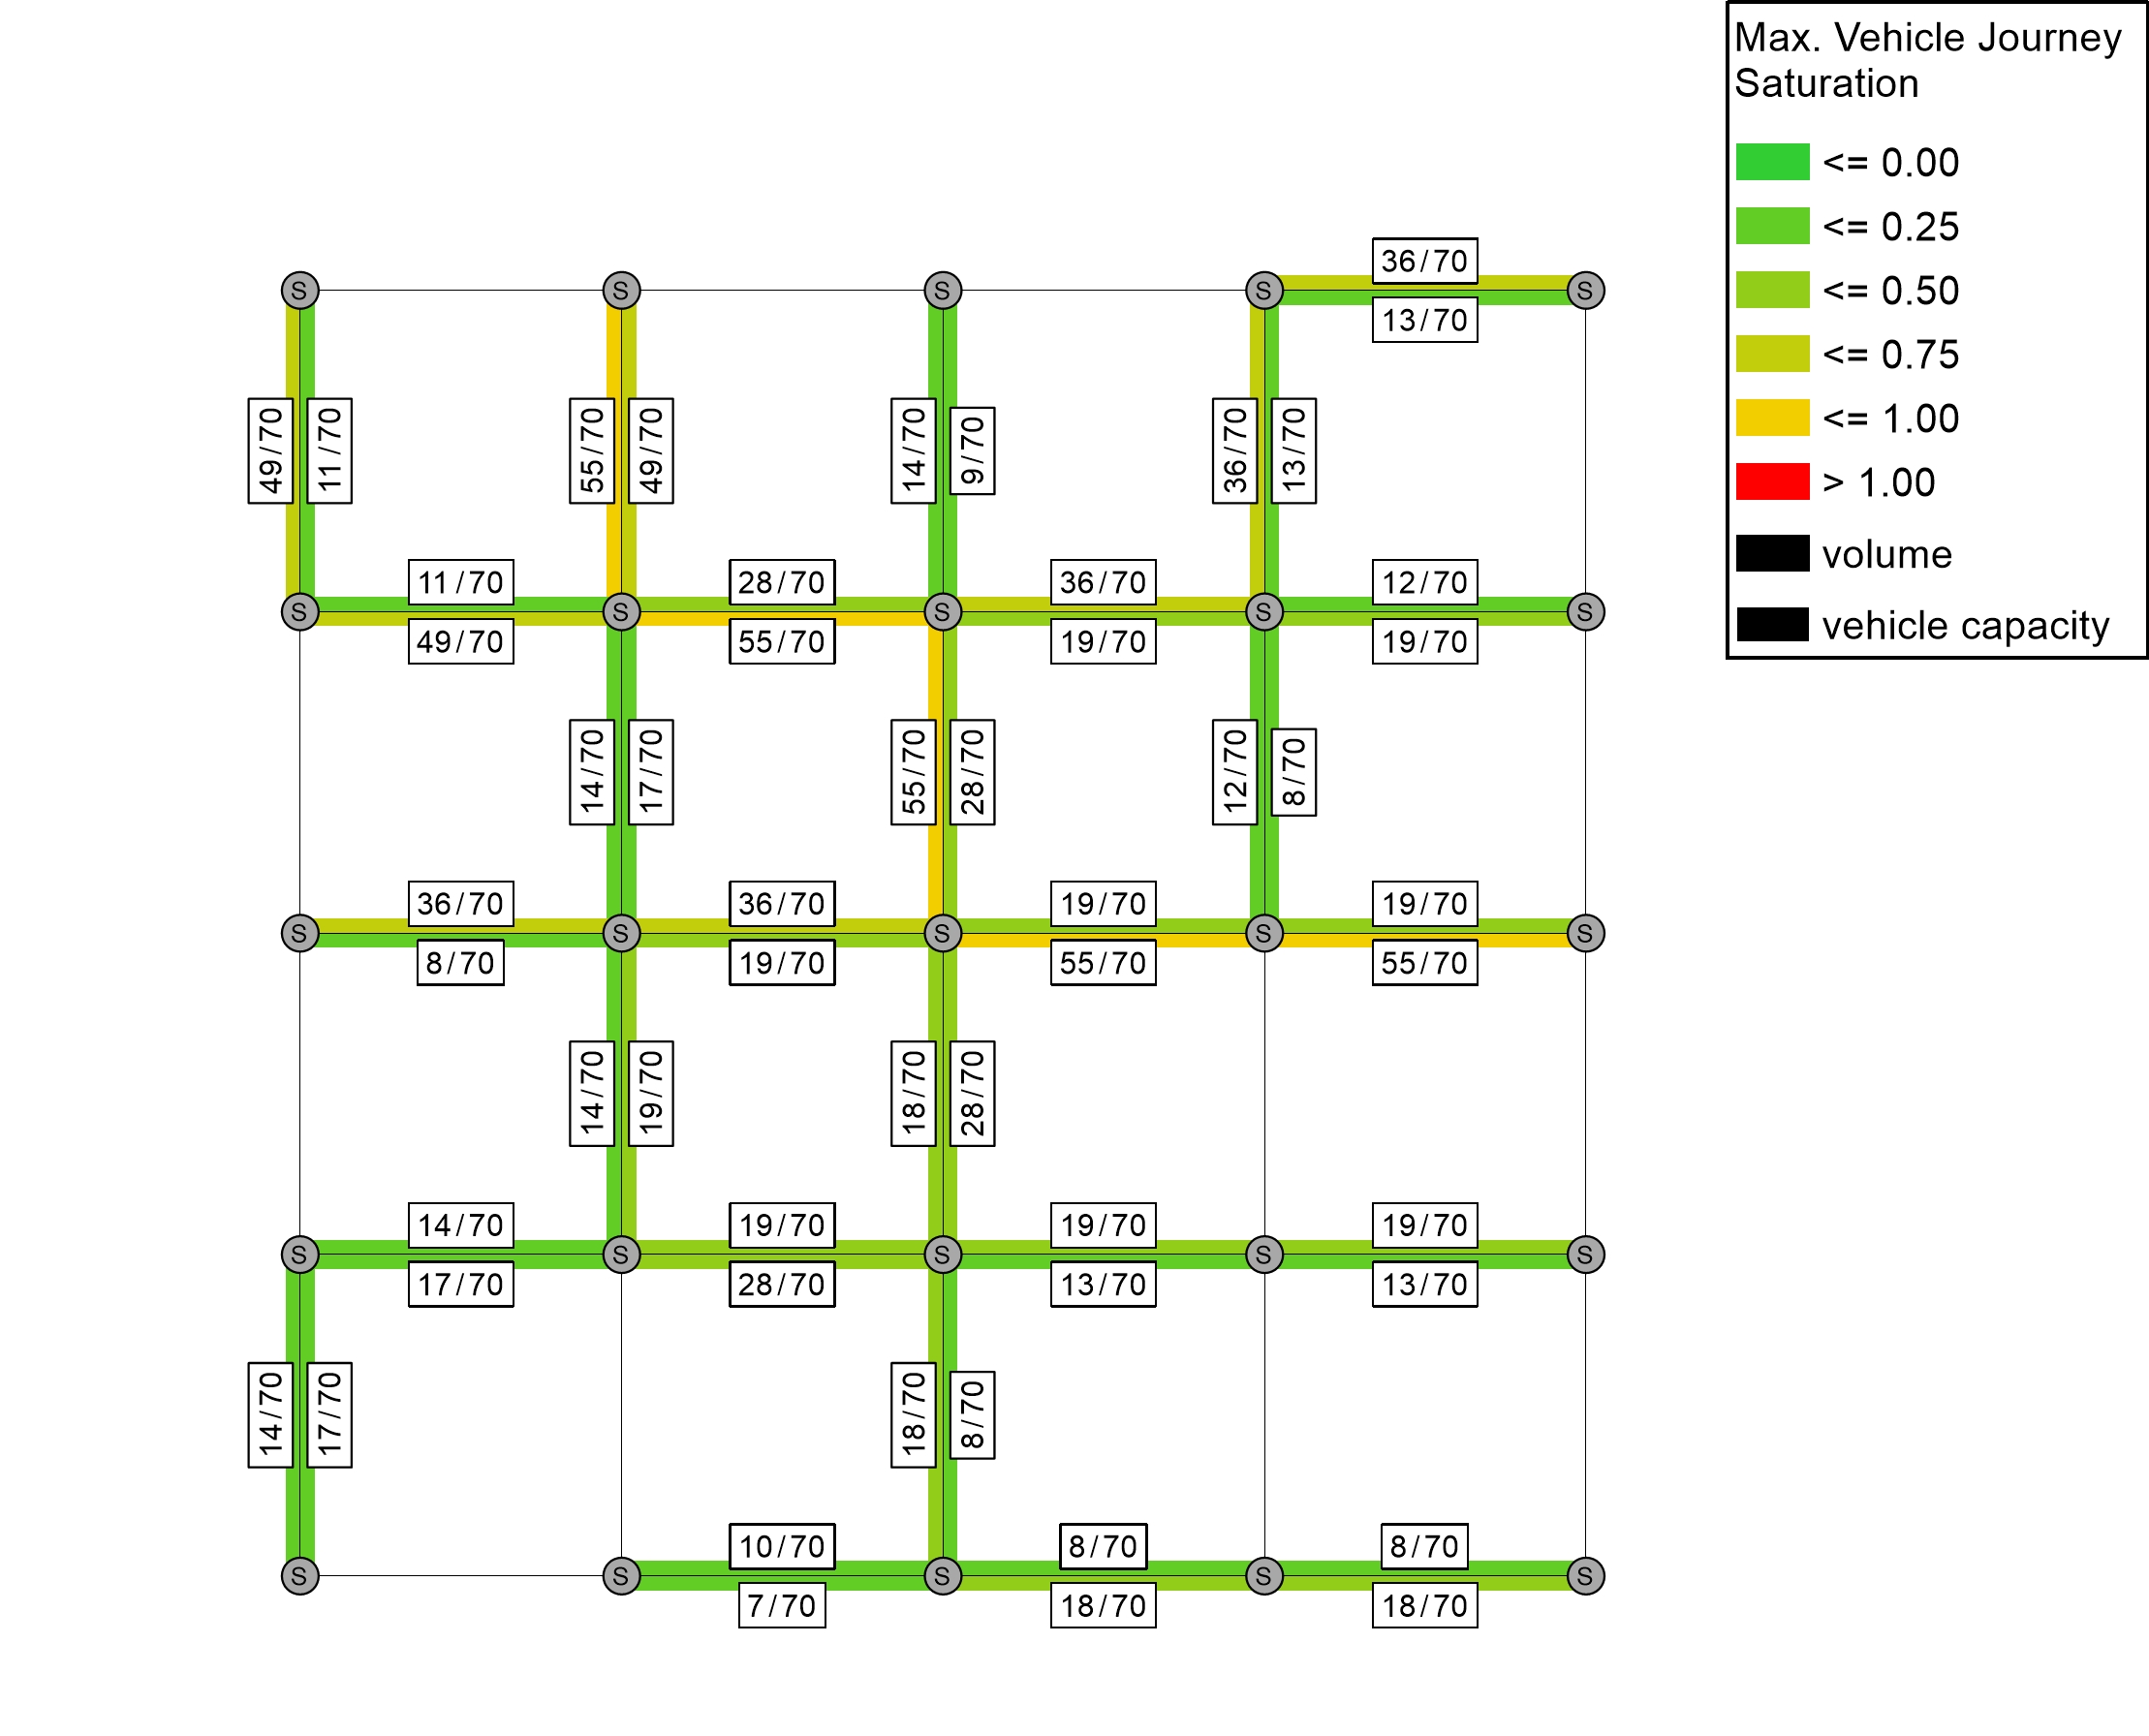 Max. Vehicle Journey
Saturation
<= 0.00
<= 0.25
<= 0.50
<= 0.75
<= 1.00
> 1.00
volume
vehicle capacity
36/70
S S S S S
13/70
49/70 11/70 55/70 49/70 14/70 9/70 36/70 13/70
11/70 28/70 36/70 12/70
S S S S S
49/70 55/70 19/70 19/70
14/70 17/70 55/70 28/70 12/70 8/70
36/70 36/70 19/70 19/70
S S S S S
8/70 19/70 55/70 55/70
14/70 19/70 18/70 28/70
14/70 19/70 19/70 19/70
S S S S S
17/70 28/70 13/70 13/70
14/70 17/70 18/70 8/70
10/70 8/70 8/70
S S S S S
7/70 18/70 18/70